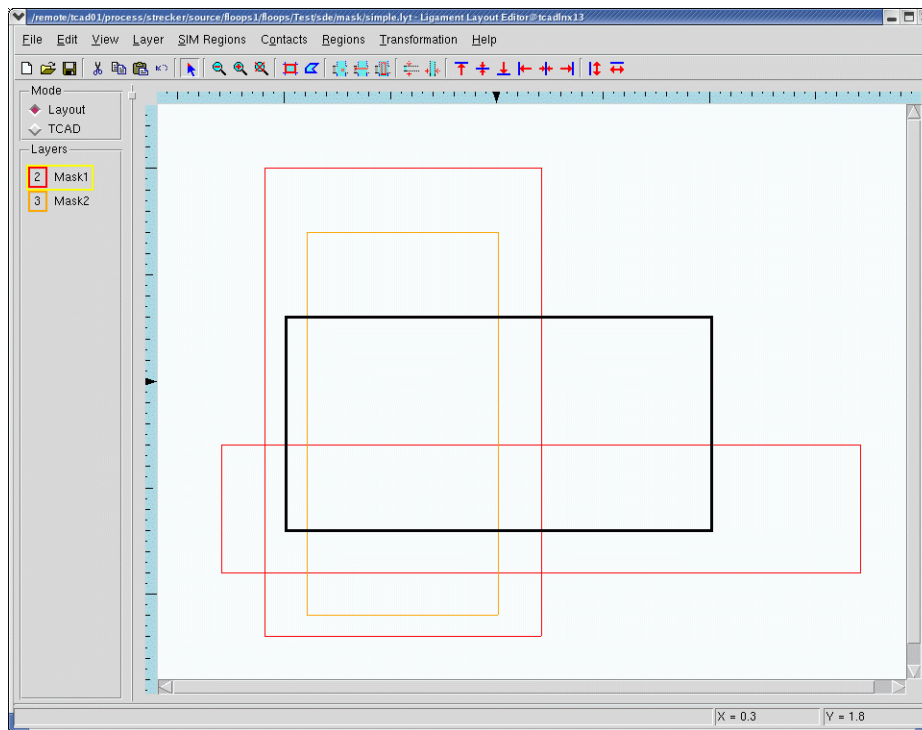 /remote/tcad01/process/strecker/source/floops1/floops/Test/sde/mask/simple.lyt - Ligament Layout Editor@tcadlnx13
File Edit View Layer SIM Regions Contacts Regions Transformation Help
Mode
Layout
TCAD
Layers
2 Mask1
3 Mask2
X = 0.3 Y = 1.8